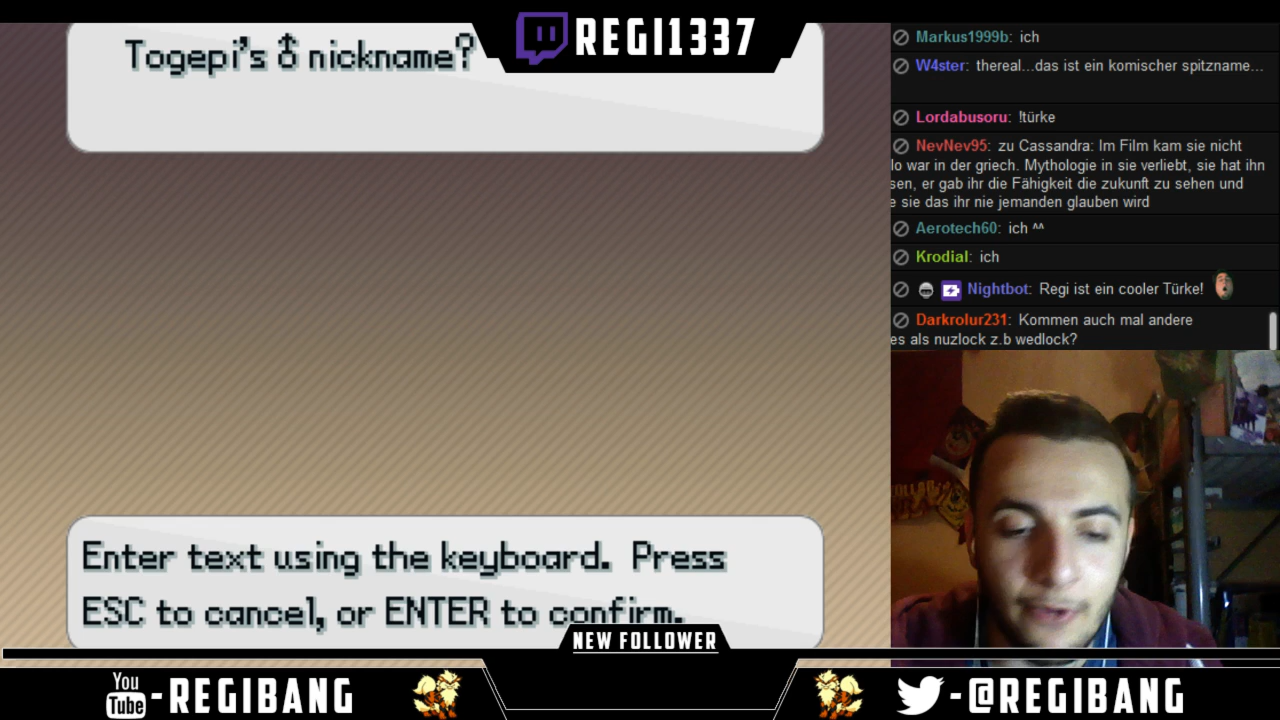 REGI1337
Togepi's ♂ nickname?
Enter text using the keyboard. Press
ESC to cancel, or ENTER to confirm.
Markus1999b: ich
W4ster: thereal...das ist ein komischer spitzname...
Lordabusoru: !türke
NevNev95: zu Cassandra: Im Film kam sie nicht
lo war in der griech. Mythologie in sie verliebt, sie hat ihn
sen, er gab ihr die Fähigkeit die zukunft zu sehen und
e sie das ihr nie jemanden glauben wird
Aerotech60: ich ^^
Krodial: ich
Nightbot: Regi ist ein cooler Türke!
Darkrolur231: Kommen auch mal andere
es als nuzlock z.b wedlock?
NEW FOLLOWER
You
Tube -REGIBANG
-@REGIBANG